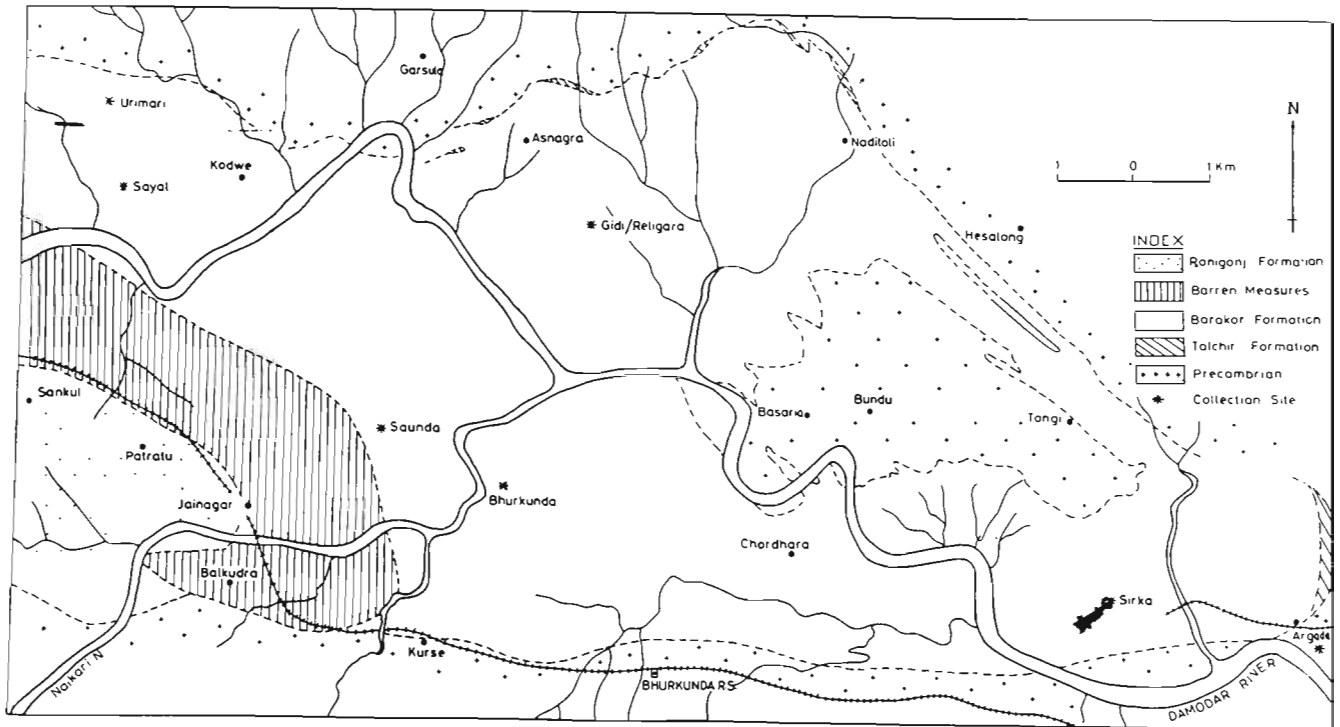 Garsula
Urimari
Asnagra
Naditoli
N
Kodwe
1 0 1 Km
Sayal
Gidi/Religara
Hesalong
INDEX
Raniganj Formation
Barren Measures
Barakar Formation
Talchir Formation
Precambrian
Collection Site
Sankul
Basaria
Bundu
Tongi
Saunda
Patratu
Bhurkunda
Jainagar
Chordhara
Balkudra
Sirka
Argada
Kurse
BHURKUNDA RS
Naikari N
DAMODAR RIVER